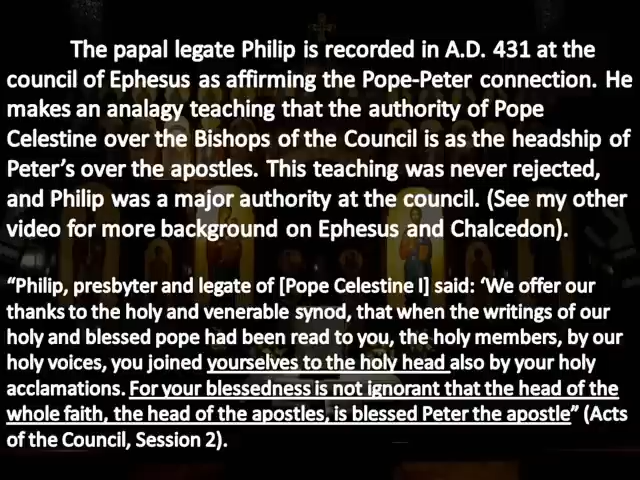 The papal legate Philip is recorded in A.D. 431 at the
council of Ephesus as affirming the Pope-Peter connection. He
makes an analagy teaching that the authority of Pope
Celestine over the Bishops of the Council is as the headship of
Peter's over the apostles. This teaching was never rejected,
and Philip was a major authority at the council. (See my other
video for more background on Ephesus and Chalcedon).
“Philip, presbyter and legate of [Pope Celestine I] said: ‘We offer our
thanks to the holy and venerable synod, that when the writings of our
holy and blessed pope had been read to you, the holy members, by our
holy voices, you joined yourselves to the holy head also by your holy
acclamations. For your blessedness is not ignorant that the head of the
whole faith, the head of the apostles, is blessed Peter the apostle” (Acts
of the Council, Session 2).